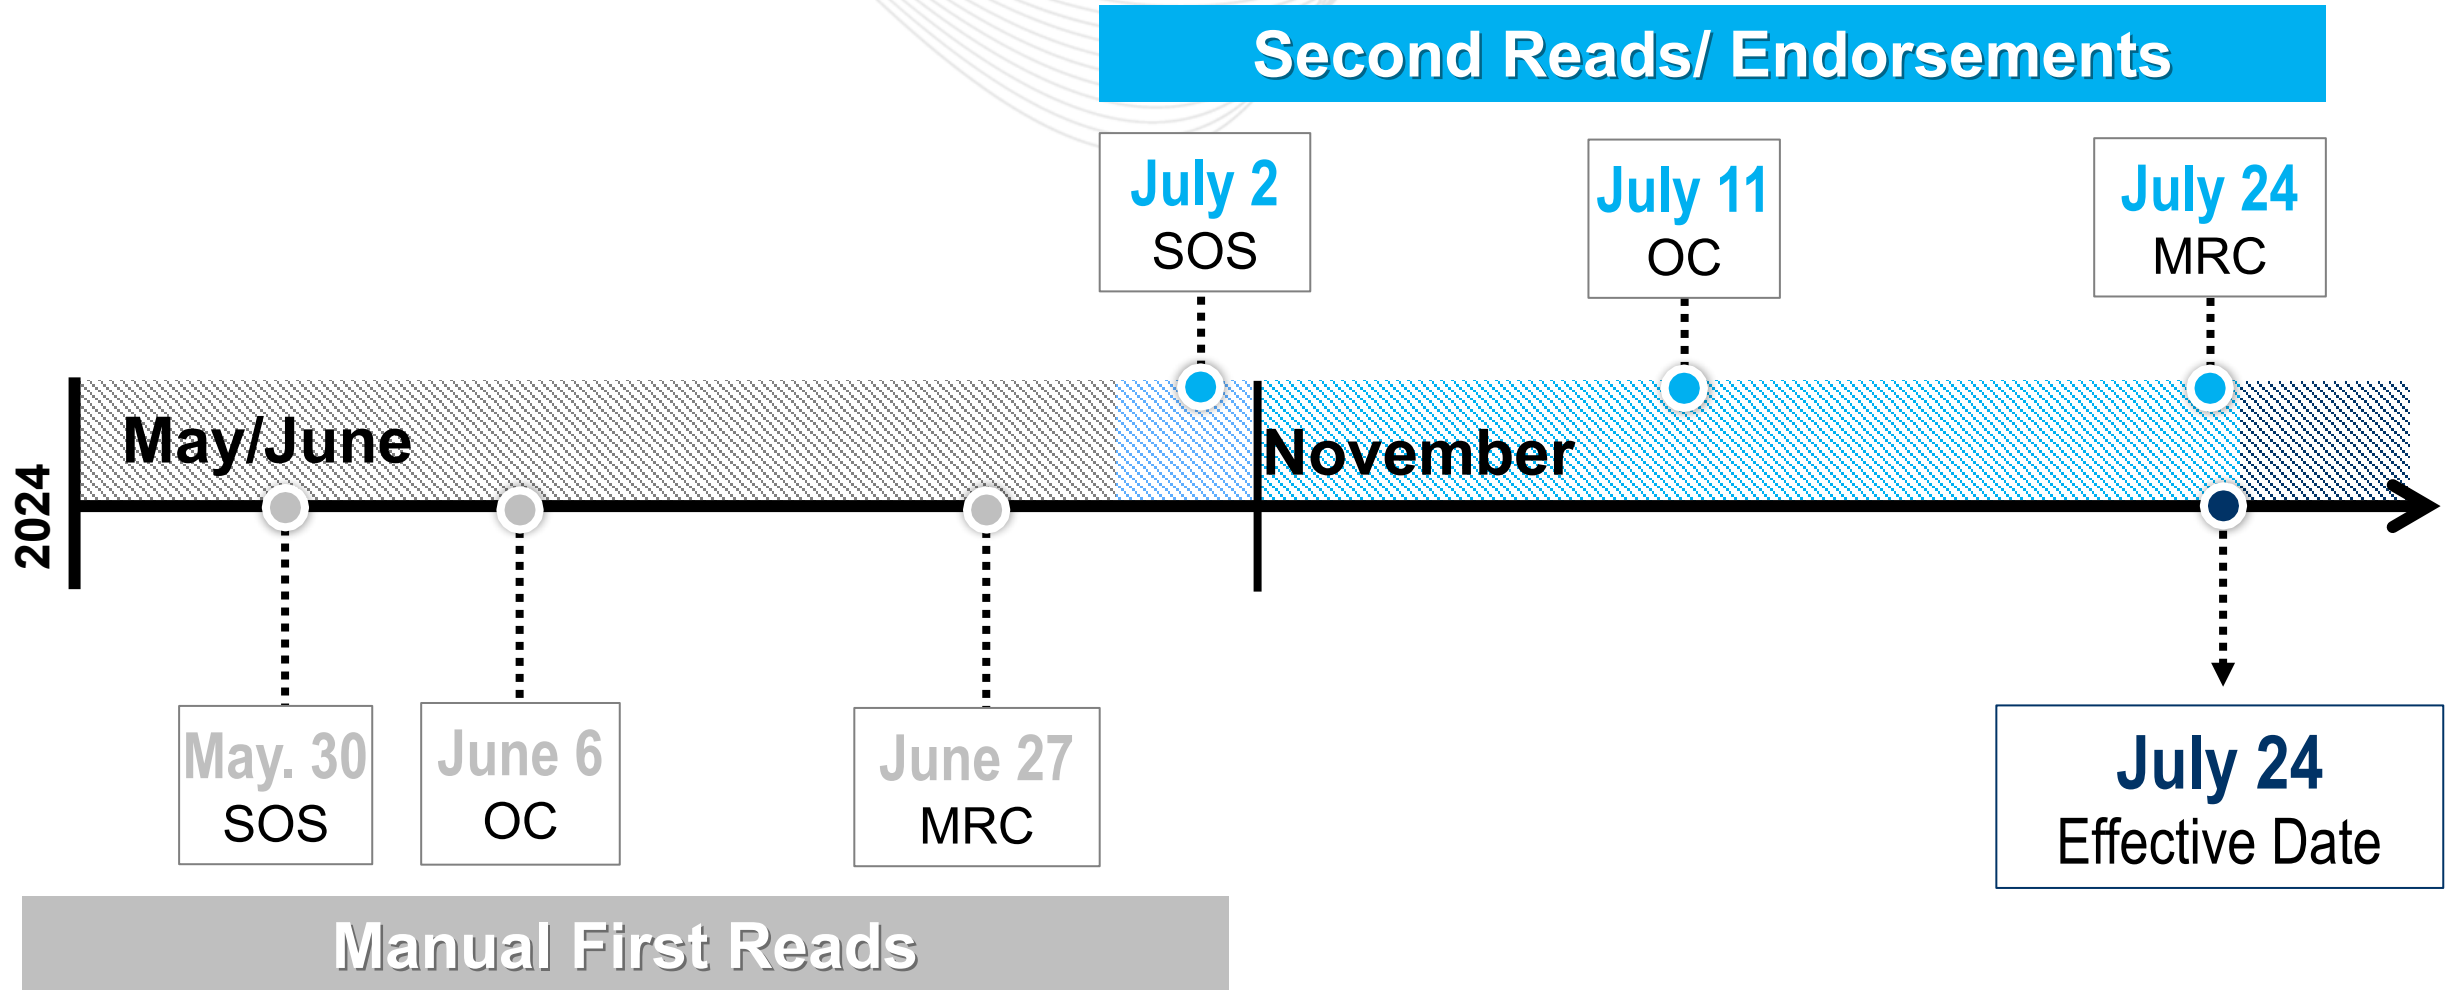 Second Reads/ Endorsements
July 2
SOS
July 11
OC
July 24
MRC
2024
May/June
November
May. 30
SOS
June 6
OC
June 27
MRC
July 24
Effective Date
Manual First Reads